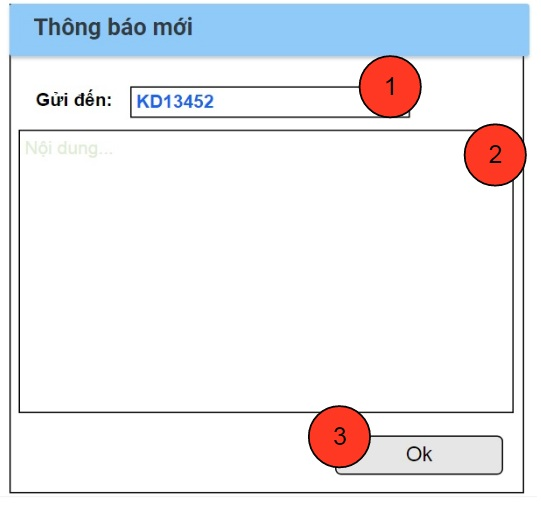 Thông báo mới
1
Gửi đến: KD13452
2
Nội dung...
3
Ok